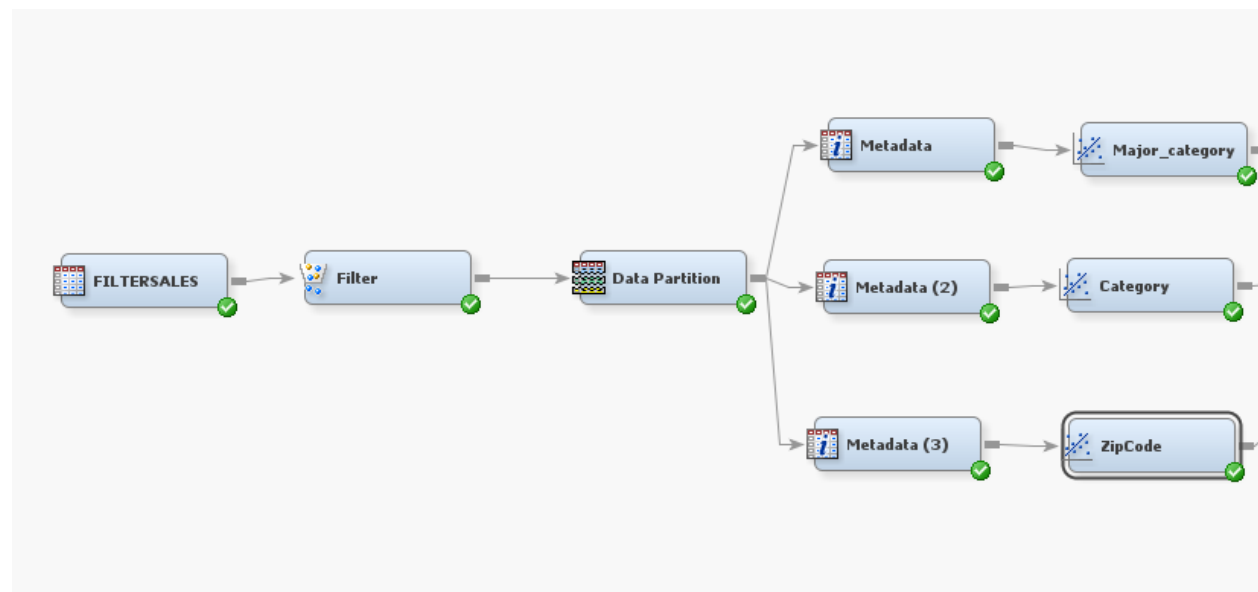 Metadata
Major_category
FILTERSALES
Filter
Data Partition
Metadata (2)
Category
Metadata (3)
ZipCode